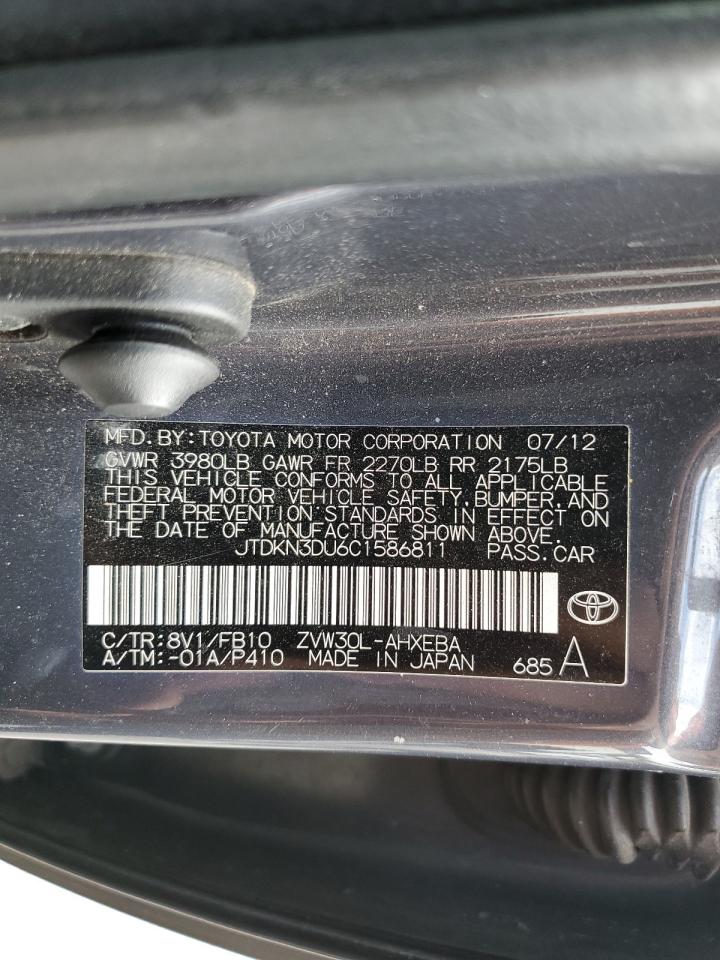 MFD. BY: TOYOTA MOTOR CORPORATION 07/12
GVWR 3980LB GAWR FR 2270LB RR 2175LB
THIS VEHICLE CONFORMS TO ALL APPLICABLE
FEDERAL MOTOR VEHICLE SAFETY, BUMPER, AND
THEFT PREVENTION STANDARDS IN EFFECT ON
THE DATE OF MANUFACTURE SHOWN ABOVE.
JTDKN3DU6C1586811 PASS. CAR
C/TR: 8V1/FB10 ZVW30L-AHXEBA
A/TM: -01A/P410 MADE IN JAPAN 685 A